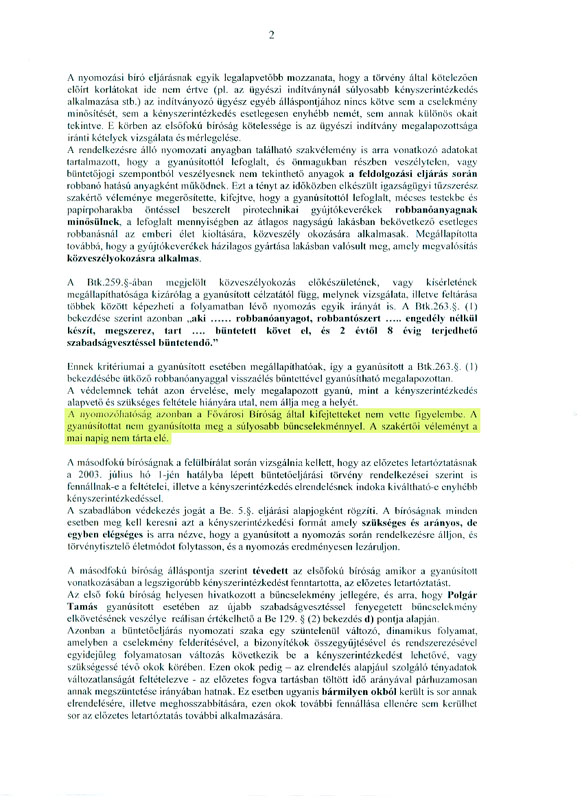 2
A nyomozási bíró eljárásnak egyik legalapvetőbb mozzanata, hogy a törvény által kötelezően
előírt korlátokat ide nem értve (pl. az ügyészi indítványnál súlyosabb kényszerintézkedés
alkalmazása stb.) az indítványozó ügyész egyéb álláspontjához nincs kötve sem a cselekmény
minősítését, sem a kényszerintézkedés esetlegesen enyhébb nemét, sem annak különös okait
tekintve. E körben az elsőfokú bíróság kötelessége is az ügyészi indítvány megalapozottsága
iránti kételyek vizsgálata és mérlegelése.
A rendelkezésre álló nyomozati anyagban található szakvélemény is arra vonatkozó adatokat
tartalmazott, hogy a gyanúsítottól lefoglalt, és önmagukban részben veszélytelen, vagy
büntetőjogi szempontból veszélyesnek nem tekinthető anyagok a feldolgozási eljárás során
robbanó hatású anyagként működnek. Ezt a tényt az időközben elkészült igazságügyi tűzszerész
szakértő véleménye megerősítette, kifejtve, hogy a gyanúsítottól lefoglalt, mécses testekbe és
papírpoharakba öntéssel beszerelt pirotechnikai gyújtókeverékek robbanóanyagnak
minősülnek, a lefoglalt mennyiségben az átlagos nagyságú lakásban bekövetkező esetleges
robbanásnál az emberi élet kioltására, közveszély okozására alkalmasak. Megállapította
továbbá, hogy a gyújtókeverékek házilagos gyártása lakásban valósult meg, amely megvalósítás
közveszélyokozásra alkalmas.
A Btk.259.§-ában megjelölt közveszélyokozás előkészületének, vagy kísérletének
megállapíthatósága kizárólag a gyanúsított célzatától függ, melynek vizsgálata, illetve feltárása
többek között képezheti a folyamatban lévő nyomozás egyik irányát is. A Btk.263.§. (1)
bekezdése szerint azonban „aki …… robbanóanyagot, robbantószert ….. engedély nélkül
készít, megszerez, tart …. büntetett követ el, és 2 évtől 8 évig terjedhető
szabadságvesztéssel büntetendő.”
Ennek kritériumai a gyanúsított esetében megállapíthatóak, így a gyanúsított a Btk.263.§. (1)
bekezdésébe ütköző robbanóanyaggal visszaélés bűntettével gyanúsítható megalapozottan.
A védelemnek tehát azon érvelése, mely megalapozott gyanú, mint a kényszerintézkedés
alapvető és szükséges feltétele hiányára utal, nem állja meg a helyét.
A nyomozóhatóság azonban a Fővárosi Bíróság által kifejtetteket nem vette figyelembe. A
gyanúsítottat nem gyanúsította meg a súlyosabb bűncselekménnyel. A szakértői véleményt a
mai napig nem tárta elé.
A másodfokú bíróságnak a felülbírálat során vizsgálnia kellett, hogy az előzetes letartóztatásnak
a 2003. július hó 1-jén hatályba lépett büntetőeljárási törvény rendelkezései szerint is
fennállnak-e a feltételei, illetve a kényszerintézkedés elrendelésnek indoka kiváltható-e enyhébb
kényszerintézkedéssel.
A szabadlábon védekezés jogát a Be. 5.§. eljárási alapjogként rögzíti. A bíróságnak minden
esetben meg kell keresni azt a kényszerintézkedési formát amely szükséges és arányos, de
egyben elégséges is arra nézve, hogy a gyanúsított a nyomozás során rendelkezésre álljon, és
törvénytisztelő életmódot folytasson, és a nyomozás eredményesen lezáruljon.
A másodfokú bíróság álláspontja szerint tévedett az elsőfokú bíróság amikor a gyanúsított
vonatkozásában a legszigorúbb kényszerintézkedést fenntartotta, az előzetes letartóztatást.
Az első fokú bíróság helyesen hivatkozott a bűncselekmény jellegére, és arra, hogy Polgár
Tamás gyanúsított esetében az újabb szabadságvesztéssel fenyegetett bűncselekmény
elkövetésének veszélye reálisan értékelhető a Be 129. § (2) bekezdés d) pontja alapján.
Azonban a büntetőeljárás nyomozati szaka egy szüntelenül változó, dinamikus folyamat,
amelyben a cselekmény felderítésével, a bizonyítékok összegyűjtésével és rendszerezésével
egyidejűleg folyamatosan változás következik be a kényszerintézkedést lehetővé, vagy
szükségessé tévő okok körében. Ezen okok pedig – az elrendelés alapjául szolgáló tényadatok
változatlanságát feltételezve - az előzetes fogva tartásban töltött idő arányával párhuzamosan
annak megszüntetése irányában hatnak. Ez esetben ugyanis bármilyen okból került is sor annak
elrendelésére, illetve meghosszabbítására, ezen okok további fennállása ellenére sem kerülhet
sor az előzetes letartóztatás további alkalmazására.